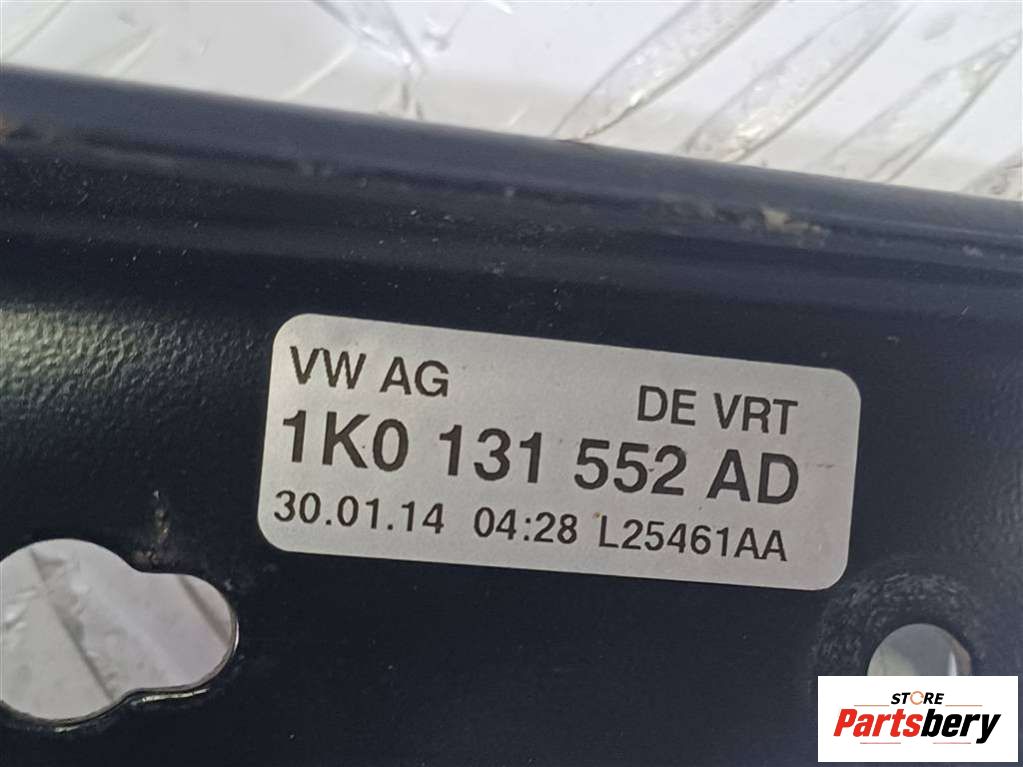 VW AG DE VRT
1K0 131 552 AD
30.01.14 04:28 L25461AA
STORE
Partsbery